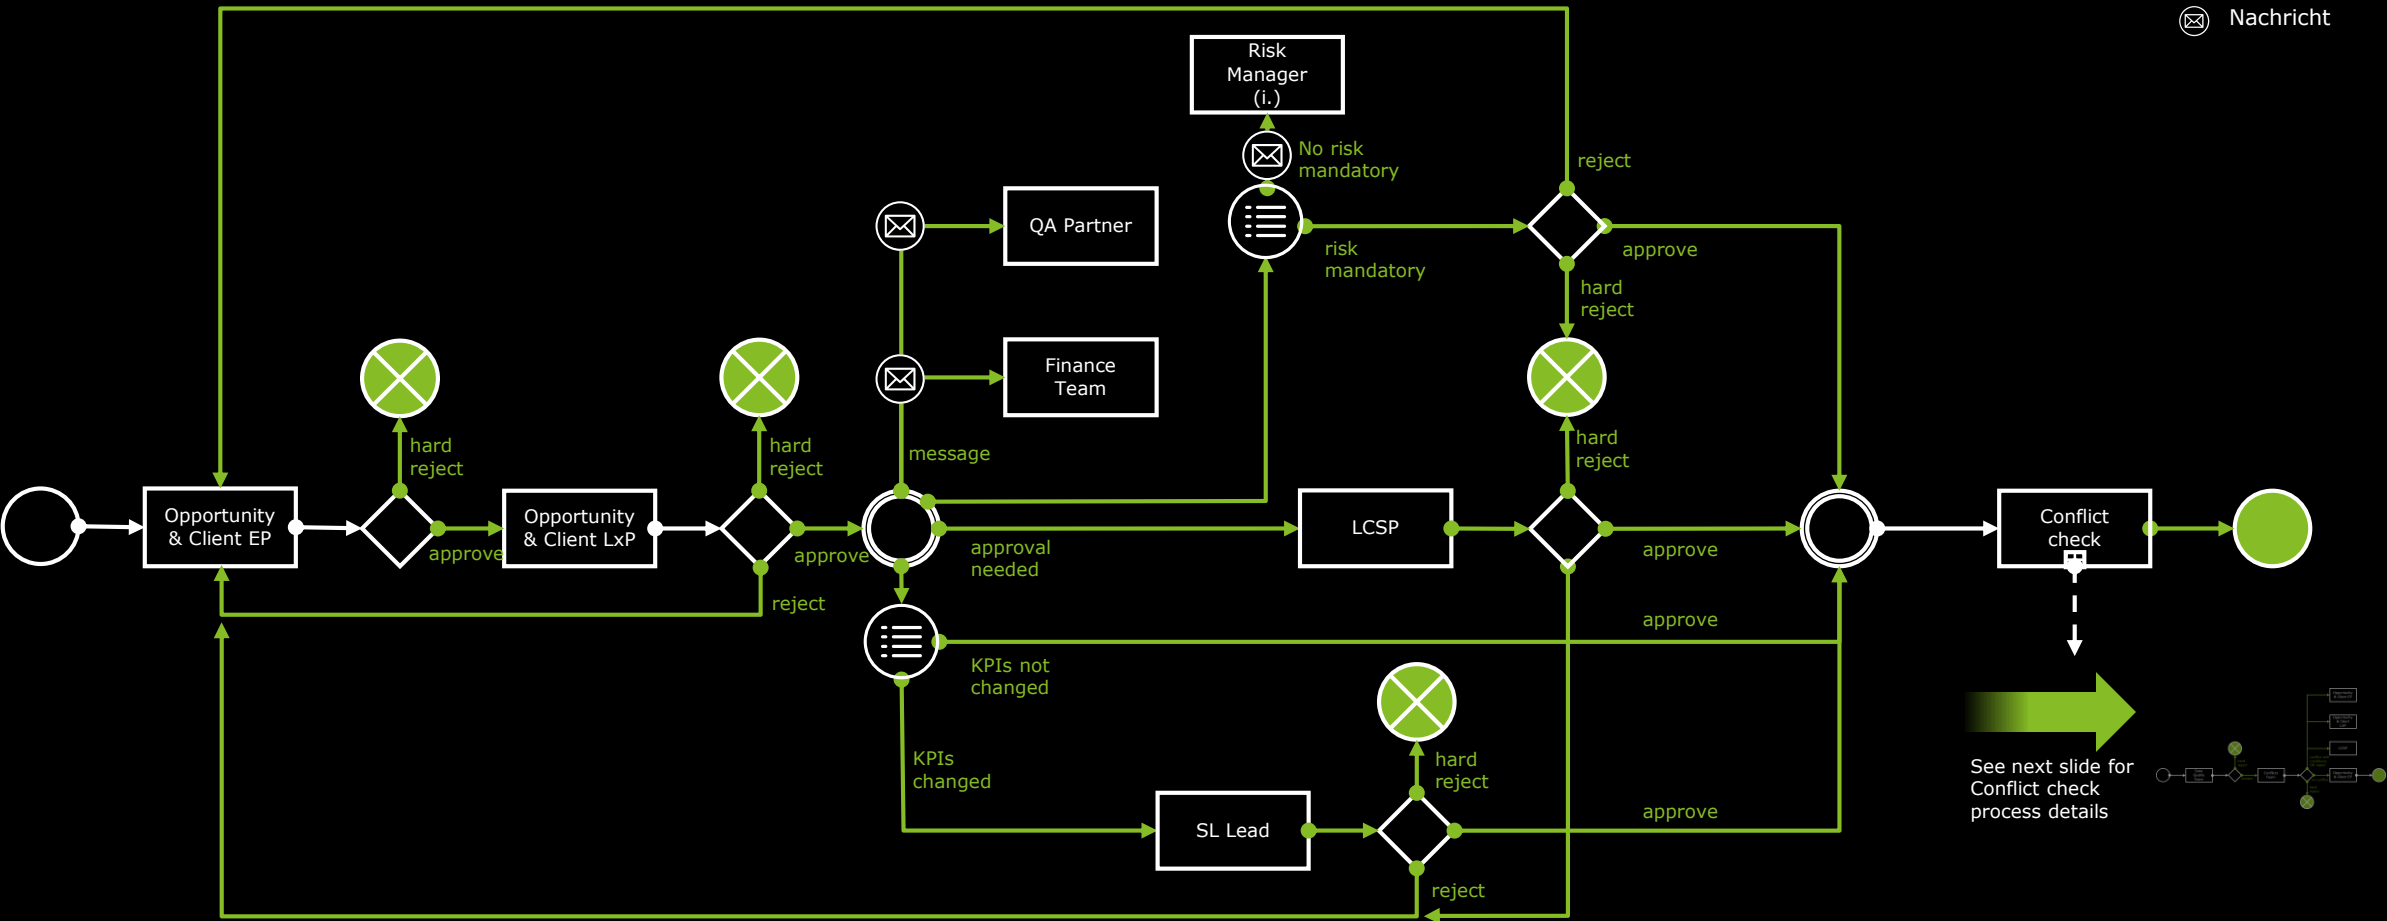 Nachricht
Risk
Manager
(i.)
No risk
mandatory
reject
QA Partner
risk
mandatory
approve
hard
reject
Finance
Team
hard
reject
hard
reject
message
hard
reject
Opportunity
& Client EP
approve
Opportunity
& Client LxP
approve
reject
approval
needed
LCSP
approve
Conflict
check
approve
KPIs not
changed
KPIs
changed
hard
reject
SL Lead
approve
reject
See next slide for
Conflict check
process details